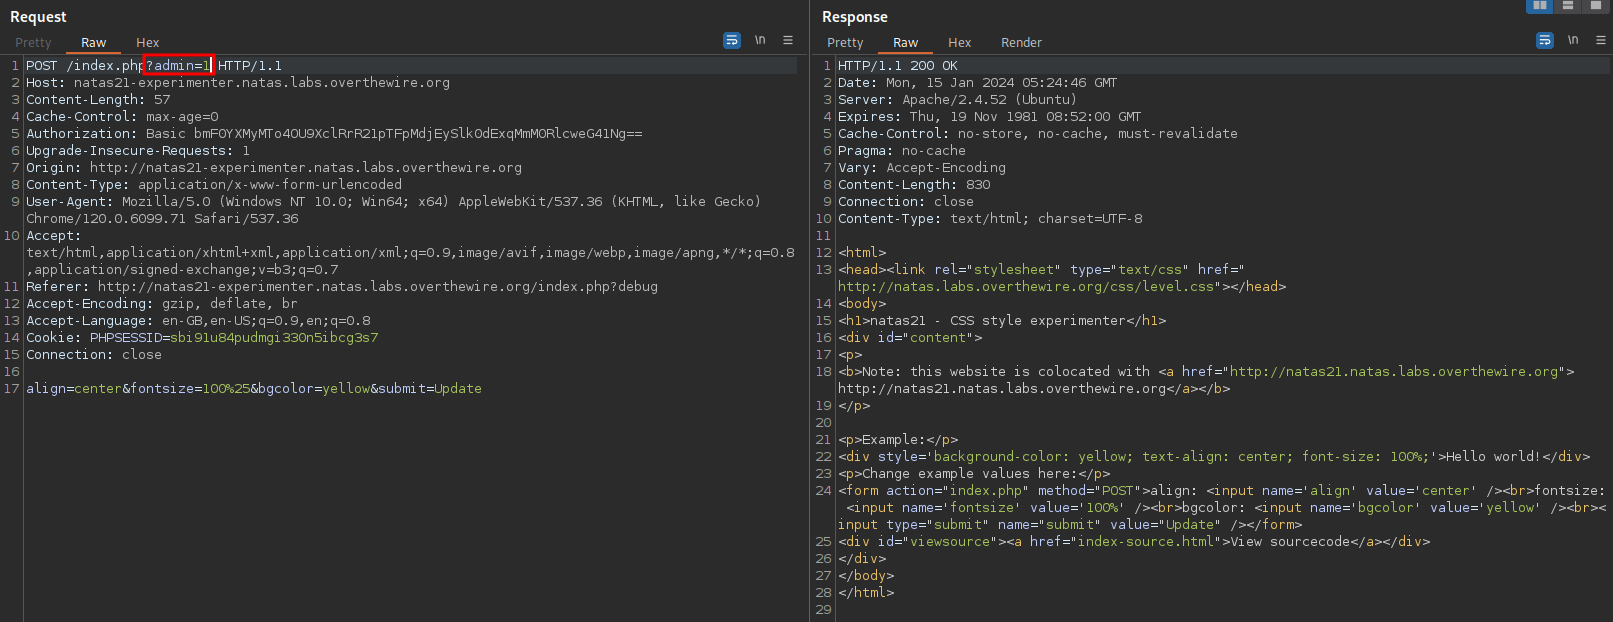 Request
Pretty Raw Hex
\n
1 POST /index.php?admin=1 HTTP/1.1
2 Host: natas21-experimenter.natas.labs.overthewire.org
3 Content-Length: 57
4 Cache-Control: max-age=0
5 Authorization: Basic bmF0YXMyMTo4OU9XclRrR21pTFpMdjEySlk0dExqMmM0RlcweG41Ng==
6 Upgrade-Insecure-Requests: 1
7 Origin: http://natas21-experimenter.natas.labs.overthewire.org
8 Content-Type: application/x-www-form-urlencoded
9 User-Agent: Mozilla/5.0 (Windows NT 10.0; Win64; x64) AppleWebKit/537.36 (KHTML, like Gecko)
Chrome/120.0.6099.71 Safari/537.36
10 Accept:
text/html,application/xhtml+xml,application/xml;q=0.9,image/avif,image/webp,image/apng,*/*;q=0.8
,application/signed-exchange;v=b3;q=0.7
11 Referer: http://natas21-experimenter.natas.labs.overthewire.org/index.php?debug
12 Accept-Encoding: gzip, deflate, br
13 Accept-Language: en-GB,en-US;q=0.9,en;q=0.8
14 Cookie: PHPSESSID=sbi91u84pudmgi330n5ibcg3s7
15 Connection: close
16
17 align=center&fontsize=100%25&bgcolor=yellow&submit=Update
Response
Pretty Raw Hex Render
\n
1 HTTP/1.1 200 OK
2 Date: Mon, 15 Jan 2024 05:24:46 GMT
3 Server: Apache/2.4.52 (Ubuntu)
4 Expires: Thu, 19 Nov 1981 08:52:00 GMT
5 Cache-Control: no-store, no-cache, must-revalidate
6 Pragma: no-cache
7 Vary: Accept-Encoding
8 Content-Length: 830
9 Connection: close
10 Content-Type: text/html; charset=UTF-8
11
12 <html>
13 <head><link rel="stylesheet" type="text/css" href="
http://natas.labs.overthewire.org/css/level.css"></head>
14 <body>
15 <h1>natas21 - CSS style experimenter</h1>
16 <div id="content">
17 <p>
18 <b>Note: this website is colocated with <a href="http://natas21.natas.labs.overthewire.org">
http://natas21.natas.labs.overthewire.org</a></b>
19 </p>
20
21 <p>Example:</p>
22 <div style='background-color: yellow; text-align: center; font-size: 100%;'>Hello world!</div>
23 <p>Change example values here:</p>
24 <form action="index.php" method="POST">align: <input name='align' value='center' /><br>fontsize:
<input name='fontsize' value='100%' /><br>bgcolor: <input name='bgcolor' value='yellow' /><br><
input type="submit" name="submit" value="Update" /></form>
25 <div id="viewsource"><a href="index-source.html">View sourcecode</a></div>
26 </div>
27 </body>
28 </html>
29